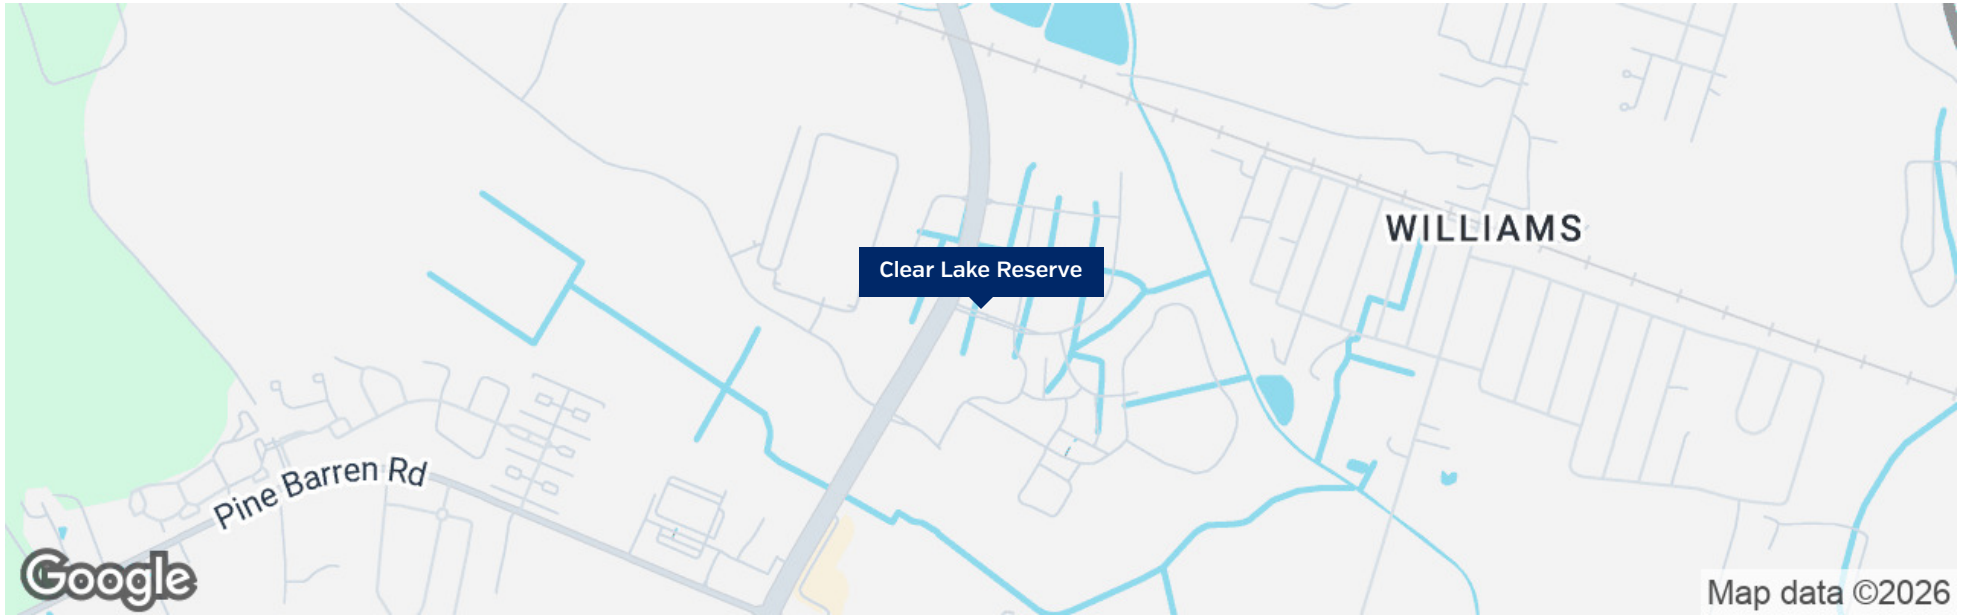 WILLIAMS
Clear Lake Reserve
Pine Barren Rd
Google
Map data ©2026